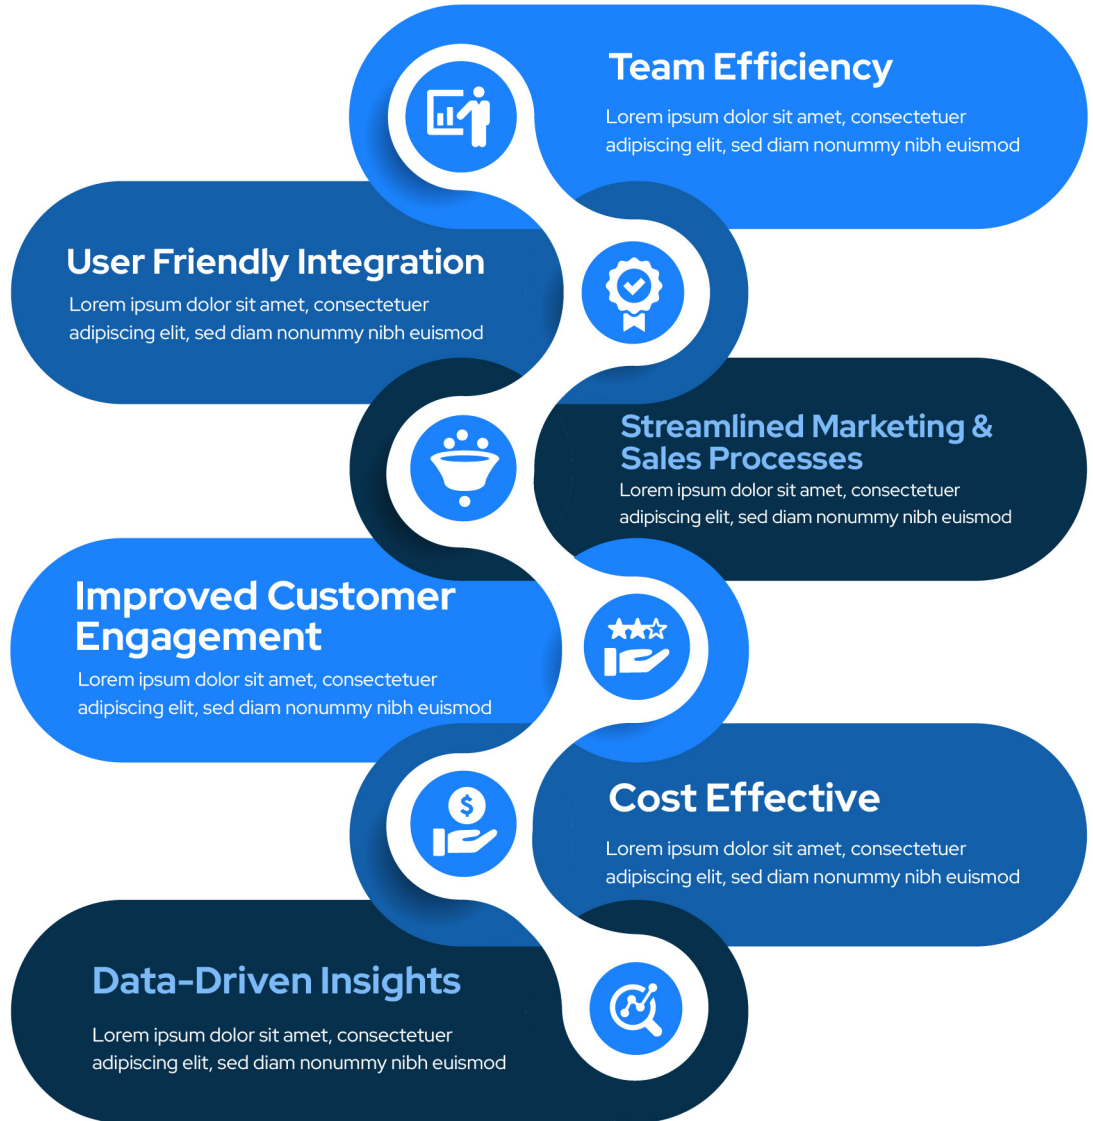 Team Efficiency
Lorem ipsum dolor sit amet, consectetuer
adipiscing elit, sed diam nonummy nibh euismod
User Friendly Integration
Lorem ipsum dolor sit amet, consectetuer
adipiscing elit, sed diam nonummy nibh euismod
Streamlined Marketing &
Sales Processes
Lorem ipsum dolor sit amet, consectetuer
adipiscing elit, sed diam nonummy nibh euismod
Improved Customer
Engagement
Lorem ipsum dolor sit amet, consectetuer
adipiscing elit, sed diam nonummy nibh euismod
$
Cost Effective
Lorem ipsum dolor sit amet, consectetuer
adipiscing elit, sed diam nonummy nibh euismod
Data-Driven Insights
Lorem ipsum dolor sit amet, consectetuer
adipiscing elit, sed diam nonummy nibh euismod